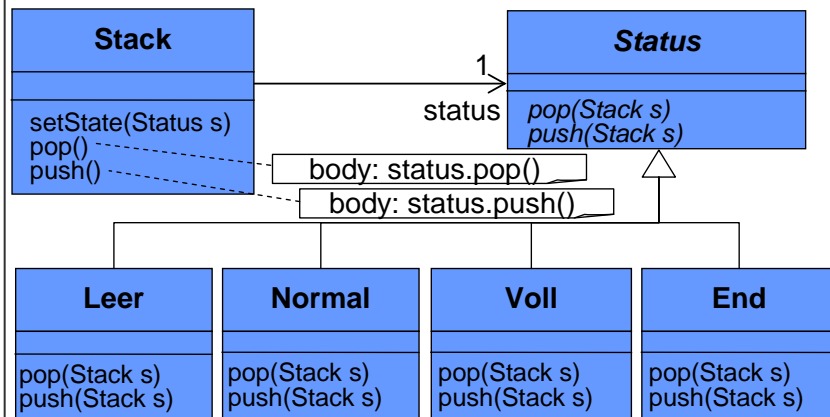 Stack
Status
1
status
setState(Status s)
pop()
push()
pop(Stack s)
push(Stack s)
body: status.pop()
body: status.push()
Leer
Normal
Voll
End
pop(Stack s)
push(Stack s)
pop(Stack s)
push(Stack s)
pop(Stack s)
push(Stack s)
pop(Stack s)
push(Stack s)